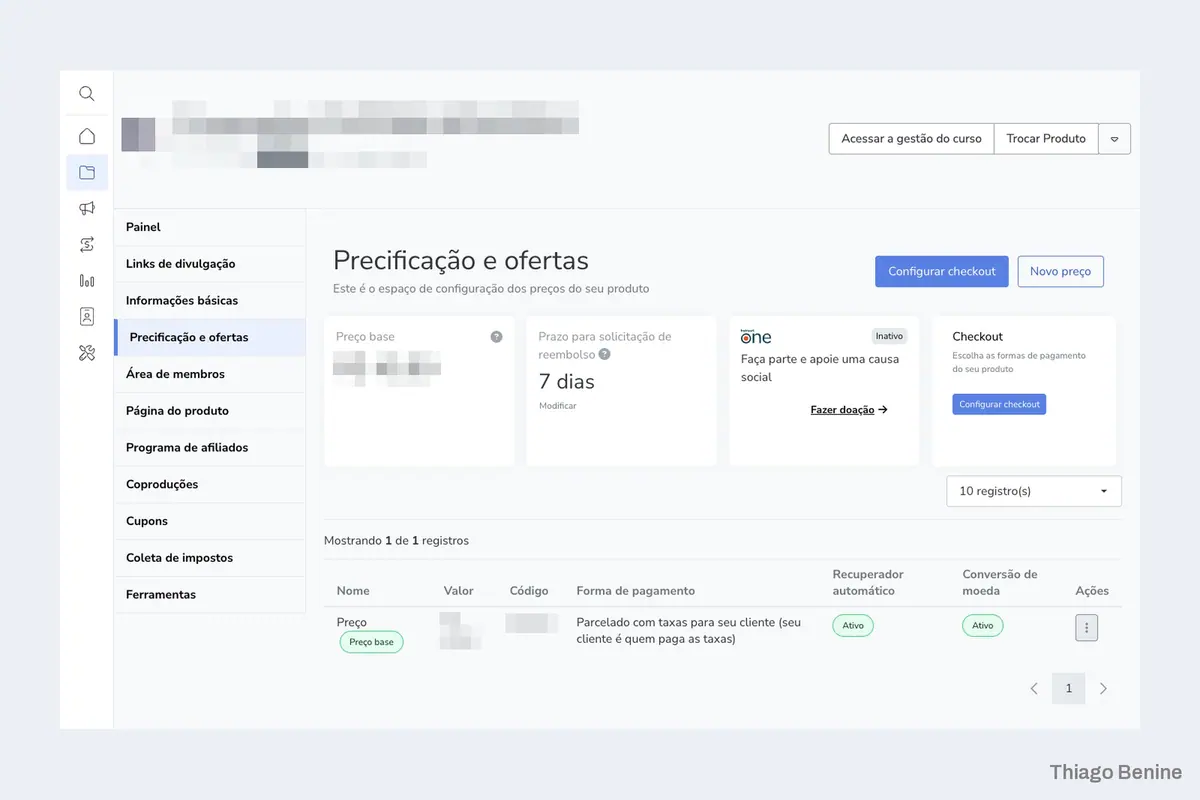 Acessar a gestão do curso
Trocar Produto
Painel
Links de divulgação
Informações básicas
Precificação e ofertas
Área de membros
Página do produto
Programa de afiliados
Coproduções
Cupons
Coleta de impostos
Ferramentas
Precificação e ofertas
Este é o espaço de configuração dos preços do seu produto
Configurar checkout
Novo preço
Preço base
Prazo para solicitação de
reembolso
7 dias
Modificar
one
Inativo
Faça parte e apoie uma causa
social
Fazer doação →
Checkout
Escolha as formas de pagamento
do seu produto
Configurar checkout
10 registro(s)
Mostrando 1 de 1 registros
Nome
Valor
Código
Forma de pagamento
Recuperador
automático
Conversão de
moeda
Ações
Preço
Preço base
Parcelado com taxas para seu cliente (seu
cliente é quem paga as taxas)
Ativo
Ativo
1
Thiago Benine